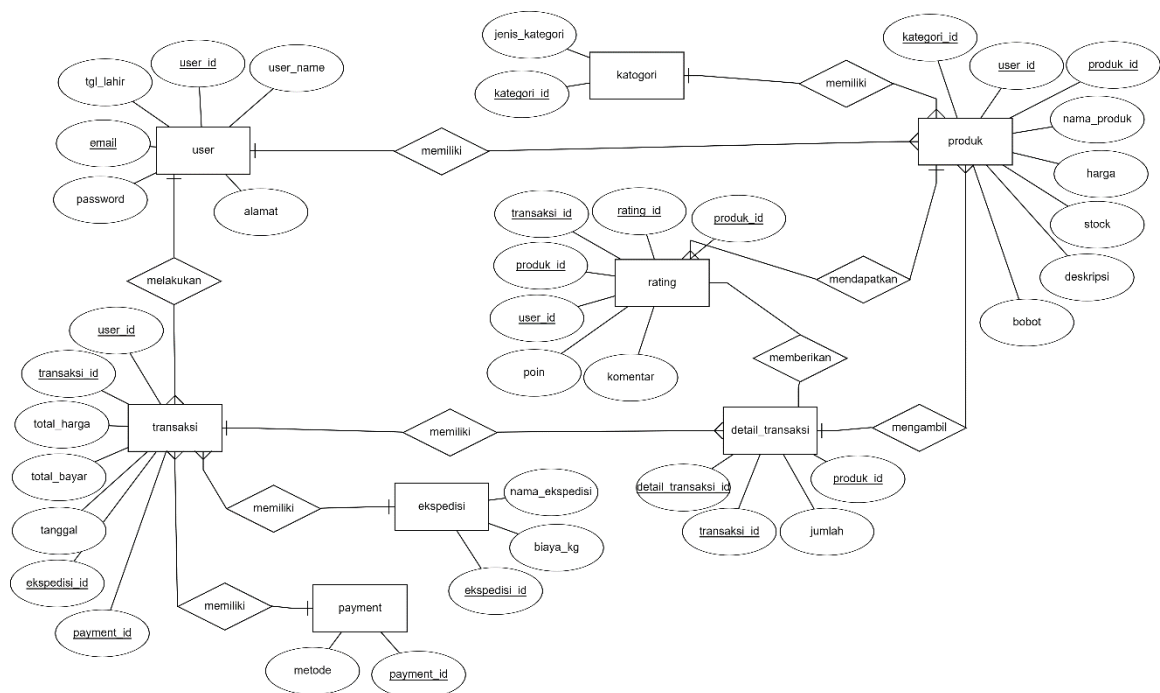 jenis_kategori
kategori_id
katogori
memiliki
kategori_id
user_id
produk_id
nama_produk
harga
stock
deskripsi
bobot
produk
tgl_lahir
user_id
user_name
email
user
password
alamat
memiliki
transaksi_id
rating_id
produk_id
produk_id
rating
user_id
poin
komentar
mendapatkan
melakukan
memberikan
user_id
transaksi_id
total_harga
transaksi
total_bayar
tanggal
ekspedisi_id
payment_id
memiliki
detail_transaksi
mengambil
detail_transaksi_id
transaksi_id
jumlah
produk_id
memiliki
ekspedisi
nama_ekspedisi
biaya_kg
ekspedisi_id
memiliki
payment
metode
payment_id